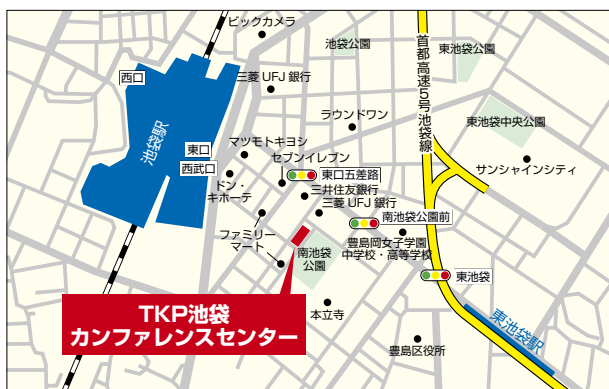 ビックカメラ
池袋公園
首都高速5号池袋線
東池袋公園
西口
三菱UFJ銀行
池袋駅
ラウンドワン
東池袋中央公園
東口
マツモトキヨシ
西武口
セブンイレブン
サンシャインシティ
東口五差路
ドン・
キホーテ
三井住友銀行
三菱UFJ銀行
南池袋公園前
ファミリー
マート
豊島岡女子学園
中学校・高等学校
南池袋
公園
東池袋
TKP池袋
カンファレンスセンター
本立寺
東池袋駅
豊島区役所